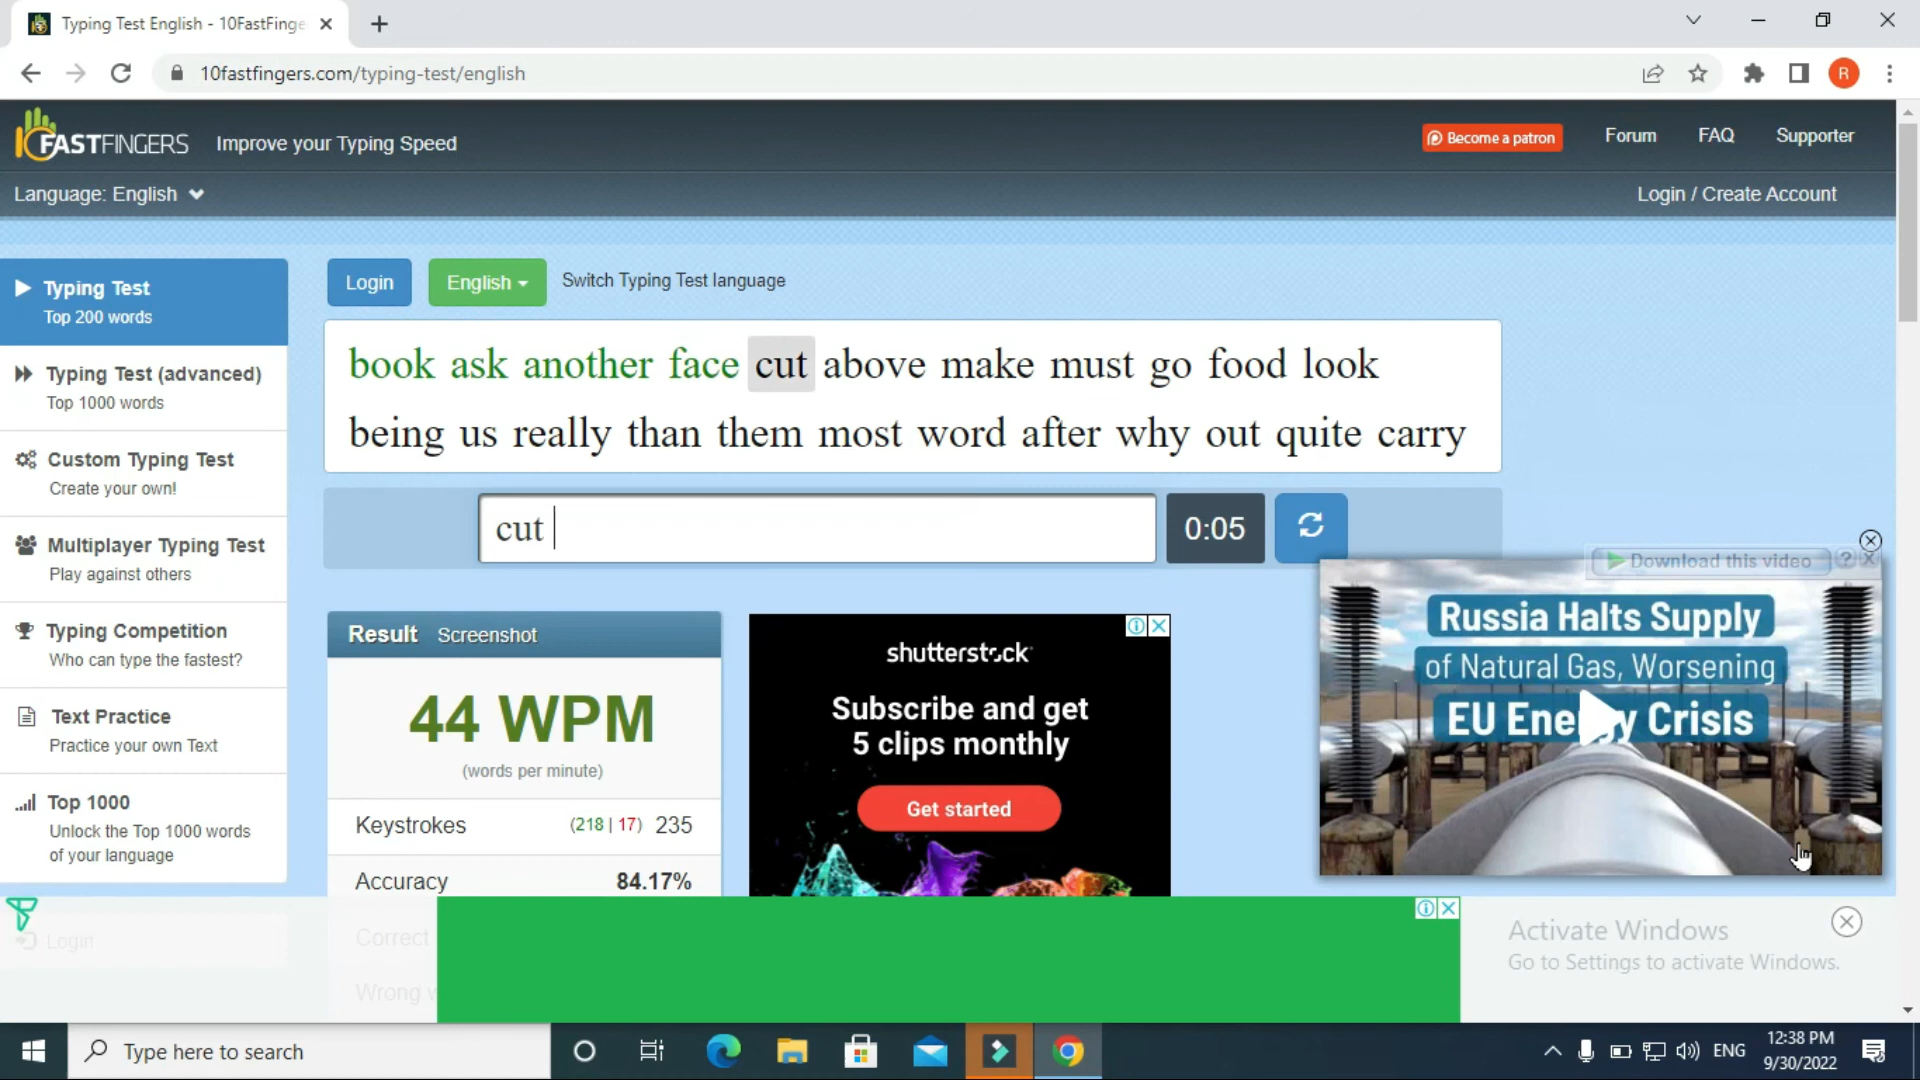 Typing Test English - 10FastFinge
10fastfingers.com/typing-test/english
R
FASTFINGERS
Improve your Typing Speed
Become a patron
Forum
FAQ
Supporter
Language: English
Login / Create Account
Typing Test
Top 200 words
Typing Test (advanced)
Top 1000 words
Custom Typing Test
Create your own!
Multiplayer Typing Test
Play against others
Typing Competition
Who can type the fastest?
Text Practice
Practice your own Text
Top 1000
Unlock the Top 1000 words
of your language
Login
Login
English
Switch Typing Test language
book ask another face cut above make must go food look
being us really than them most word after why out quite carry
cut
0:05
Result Screenshot
44 WPM
(words per minute)
Keystrokes (218 | 17) 235
Accuracy 84.17%
Correct
Wrong
shutterstock
Subscribe and get
5 clips monthly
Get started
Download this video
Russia Halts Supply
of Natural Gas, Worsening
EU Energy Crisis
Activate Windows
Go to Settings to activate Windows.
Type here to search
ENG
12:38 PM
9/30/2022